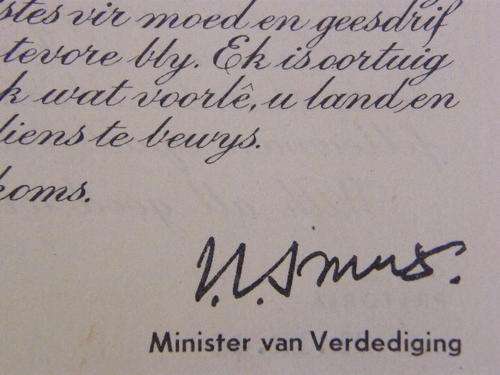 stes vir moed en geesdrif
tevore bly. Ek is oortuig
k wat voorlê, u land en
diens te bewys.
koms.
J.C. Smuts.
Minister van Verdediging